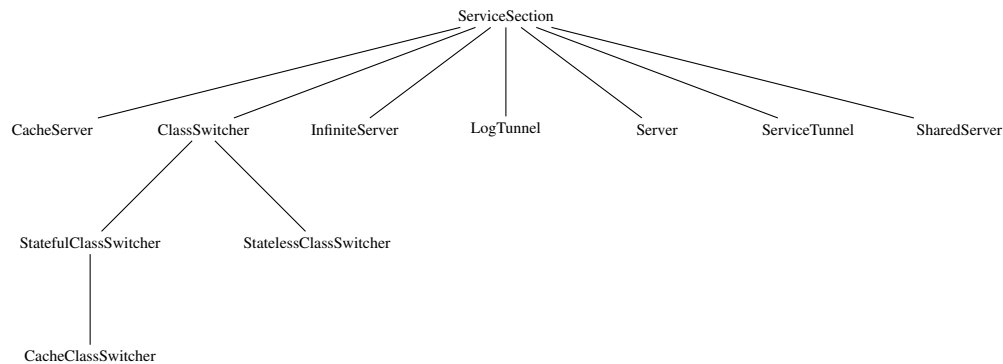 ServiceSection
CacheServer ClassSwitcher InfiniteServer LogTunnel Server ServiceTunnel SharedServer
StatefulClassSwitcher StatelessClassSwitcher
CacheClassSwitcher